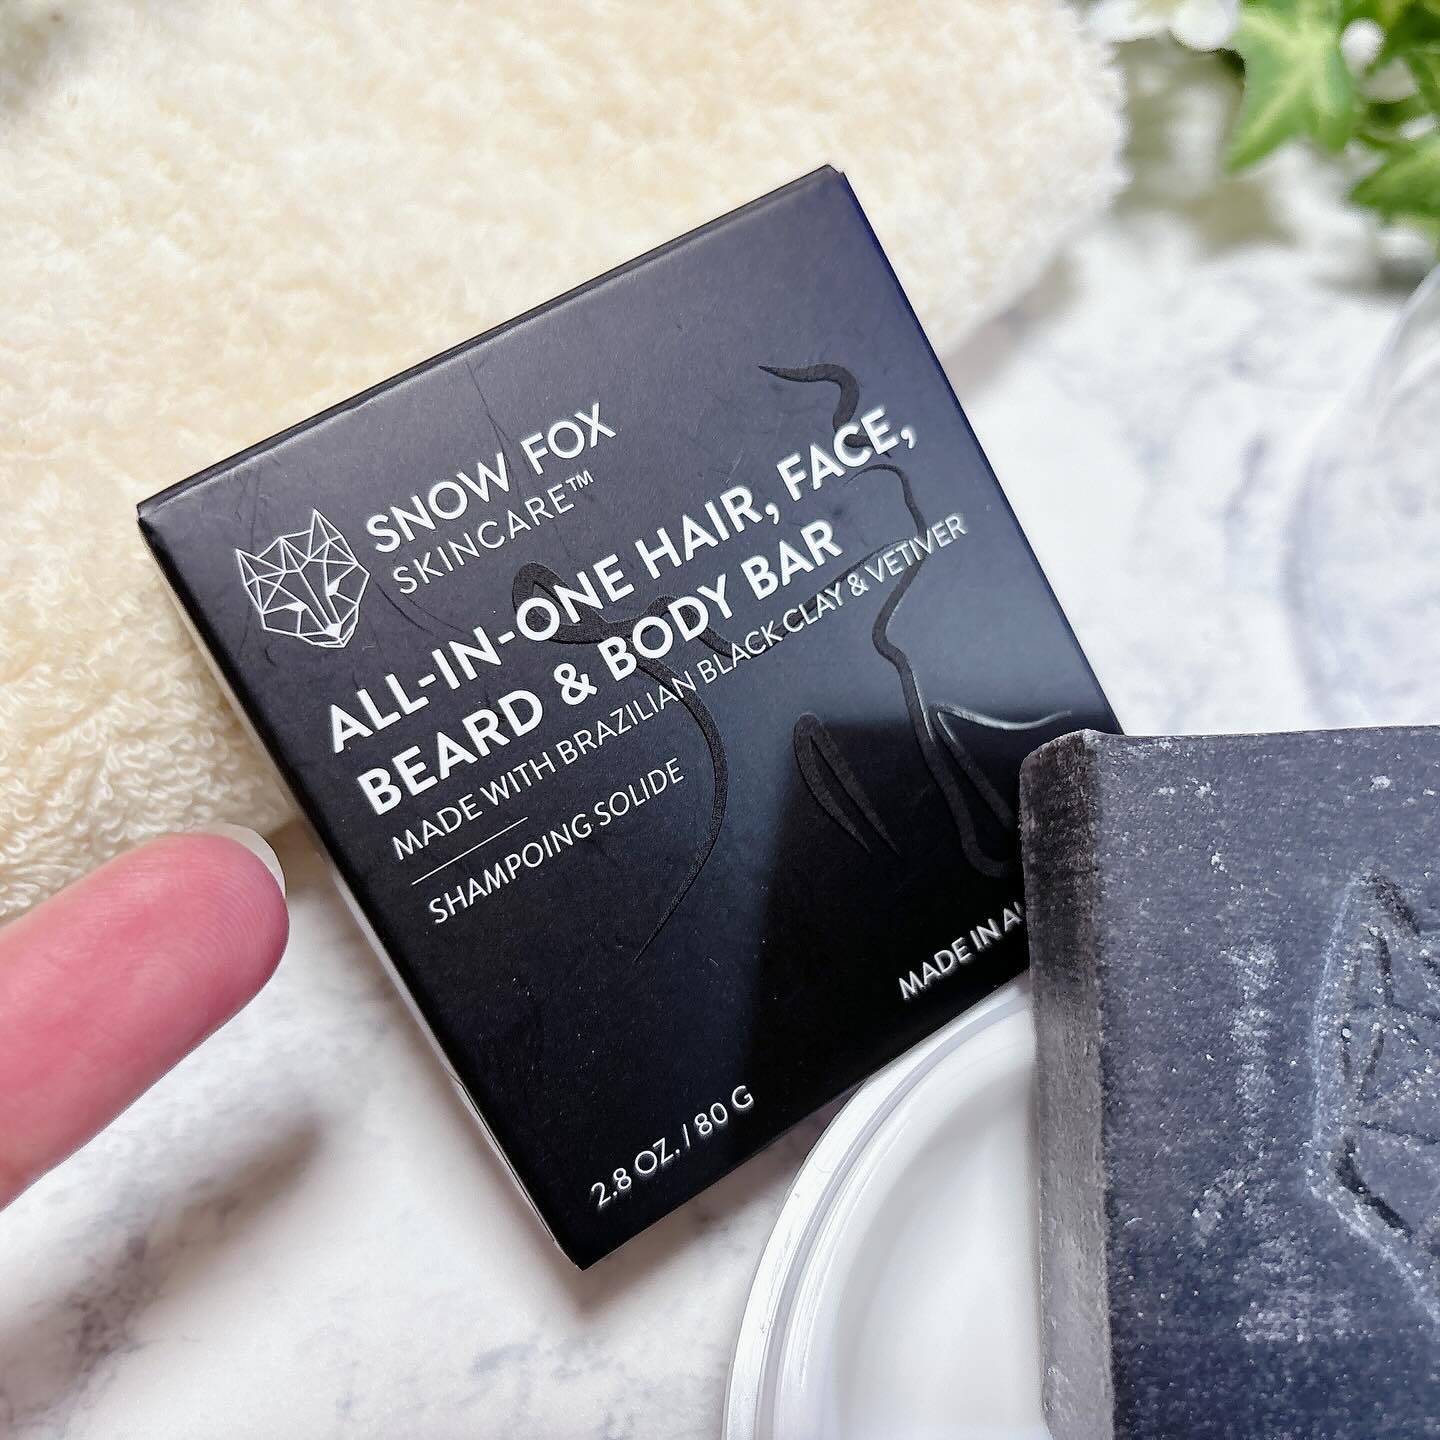 SNOW FOX
SKINCARE™
ALL-IN-ONE HAIR, FACE,
BEARD & BODY BAR
MADE WITH BRAZILIAN BLACK CLAY & VETIVER
SHAMPOING SOLIDE
MADE IN
2.8 OZ. / 80 G